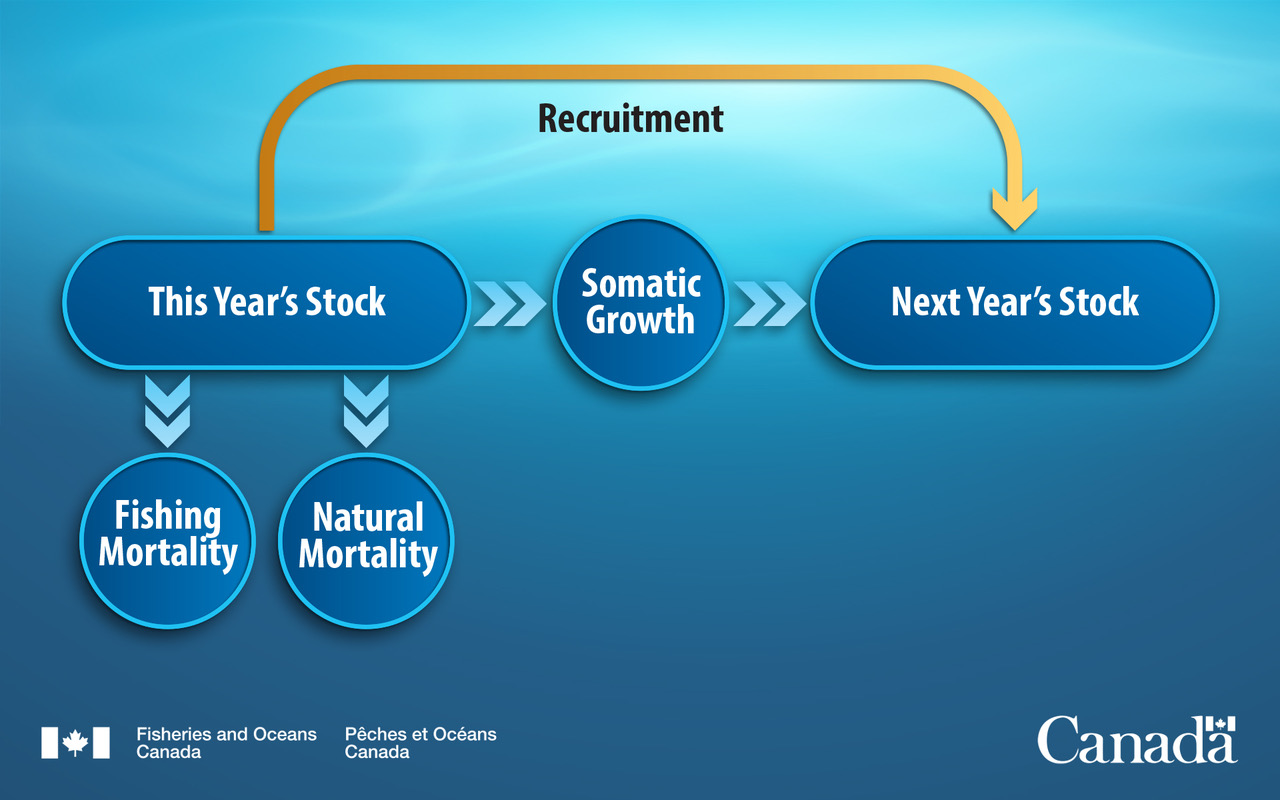 Recruitment
This Year's Stock
Somatic
Growth
Next Year's Stock
Fishing
Mortality
Natural
Mortality
Fisheries and Oceans
Canada
Pêches et Océans
Canada
Canada